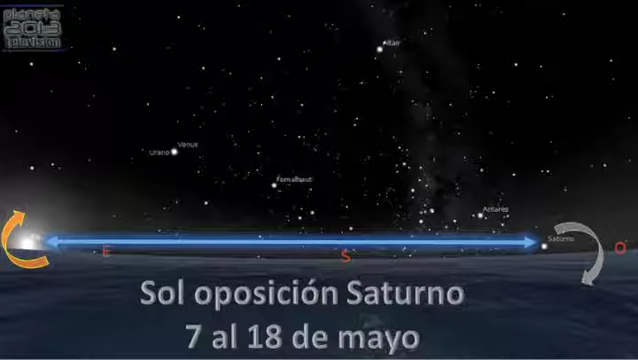 planeta
2013
televisión
Altair
Venus
Urano
Fomalhaut
Antares
Saturno
E
S
O
Sol oposición Saturno
7 al 18 de mayo